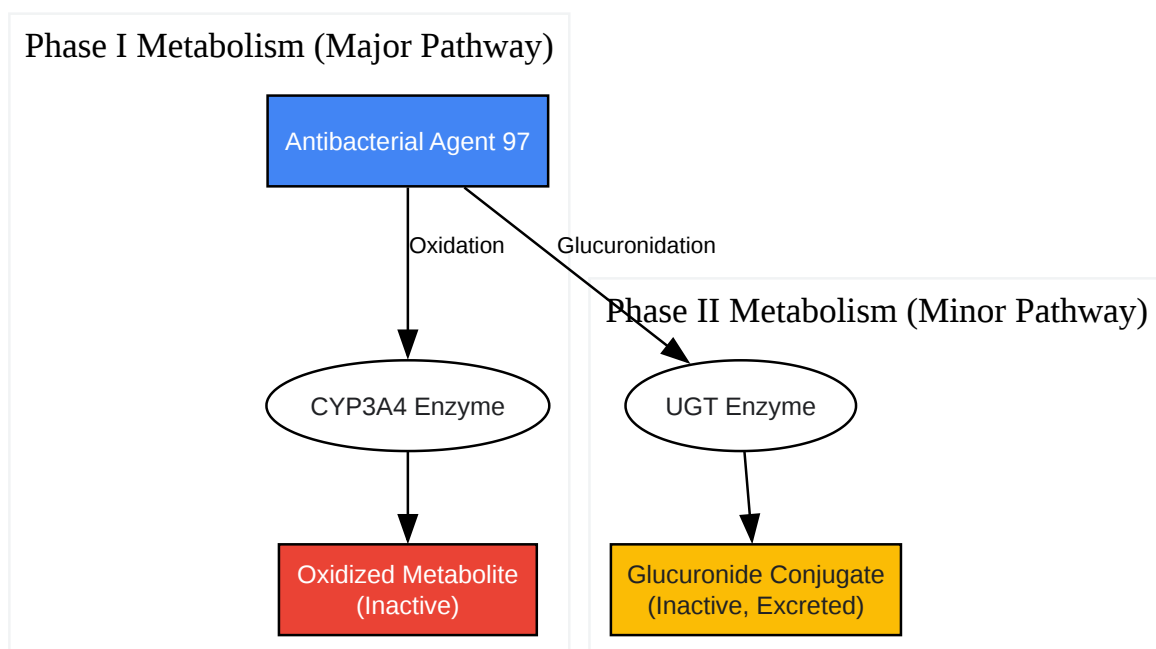 Phase I Metabolism (Major Pathway)
Antibacterial Agent 97
Oxidation
Glucuronidation
Phase II Metabolism (Minor Pathway)
CYP3A4 Enzyme
UGT Enzyme
Oxidized Metabolite
(Inactive)
Glucuronide Conjugate
(Inactive, Excreted)